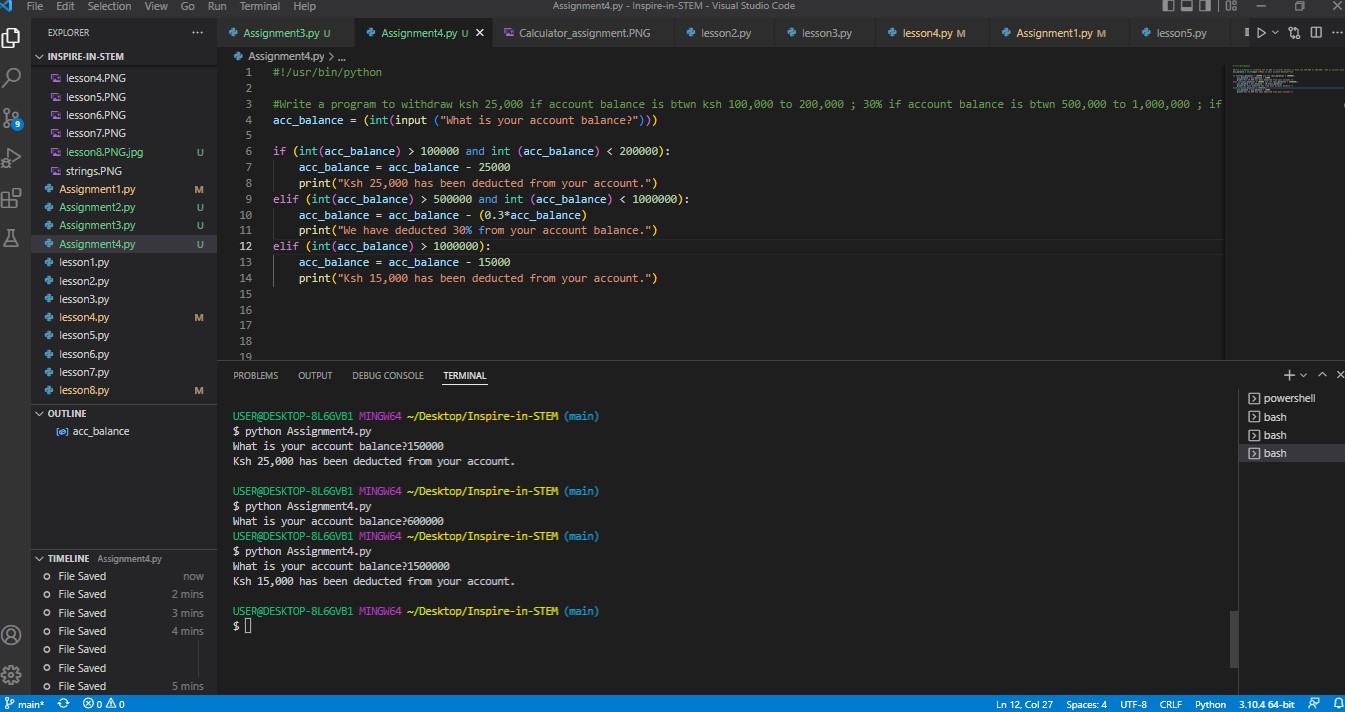 File Edit Selection View Go Run Terminal Help
Assignment4.py - Inspire-in-STEM - Visual Studio Code
EXPLORER
Assignment3.py U
Assignment4.py U
Calculator_assignment.PNG
lesson2.py
lesson3.py
lesson4.py M
Assignment1.py M
lesson5.py
INSPIRE-IN-STEM
lesson4.PNG
lesson5.PNG
lesson6.PNG
lesson7.PNG
lesson8.PNG.jpg U
strings.PNG
Assignment1.py M
Assignment2.py U
Assignment3.py U
Assignment4.py U
lesson1.py
lesson2.py
lesson3.py
lesson4.py M
lesson5.py
lesson6.py
lesson7.py
lesson8.py M
OUTLINE
acc_balance
TIMELINE Assignment4.py
File Saved now
File Saved 2 mins
File Saved 3 mins
File Saved 4 mins
File Saved
File Saved
File Saved 5 mins
Assignment4.py > ...
1 #!/usr/bin/python
2
3 #Write a program to withdraw ksh 25,000 if account balance is btwn ksh 100,000 to 200,000 ; 30% if account balance is btwn 500,000 to 1,000,000 ; if
4 acc_balance = (int(input ("What is your account balance?")))
5
6 if (int(acc_balance) > 100000 and int (acc_balance) < 200000):
7 acc_balance = acc_balance - 25000
8 print("Ksh 25,000 has been deducted from your account.")
9 elif (int(acc_balance) > 500000 and int (acc_balance) < 1000000):
10 acc_balance = acc_balance - (0.3*acc_balance)
11 print("We have deducted 30% from your account balance.")
12 elif (int(acc_balance) > 1000000):
13 acc_balance = acc_balance - 15000
14 print("Ksh 15,000 has been deducted from your account.")
15
16
17
18
19
PROBLEMS OUTPUT DEBUG CONSOLE TERMINAL
USER@DESKTOP-8L6GVB1 MINGW64 ~/Desktop/Inspire-in-STEM (main)
$ python Assignment4.py
What is your account balance?150000
Ksh 25,000 has been deducted from your account.
USER@DESKTOP-8L6GVB1 MINGW64 ~/Desktop/Inspire-in-STEM (main)
$ python Assignment4.py
What is your account balance?600000
USER@DESKTOP-8L6GVB1 MINGW64 ~/Desktop/Inspire-in-STEM (main)
$ python Assignment4.py
What is your account balance?1500000
Ksh 15,000 has been deducted from your account.
USER@DESKTOP-8L6GVB1 MINGW64 ~/Desktop/Inspire-in-STEM (main)
$
powershell
bash
bash
bash
9
main* 0 0
Ln 12, Col 27 Spaces: 4 UTF-8 CRLF Python 3.10.4 64-bit